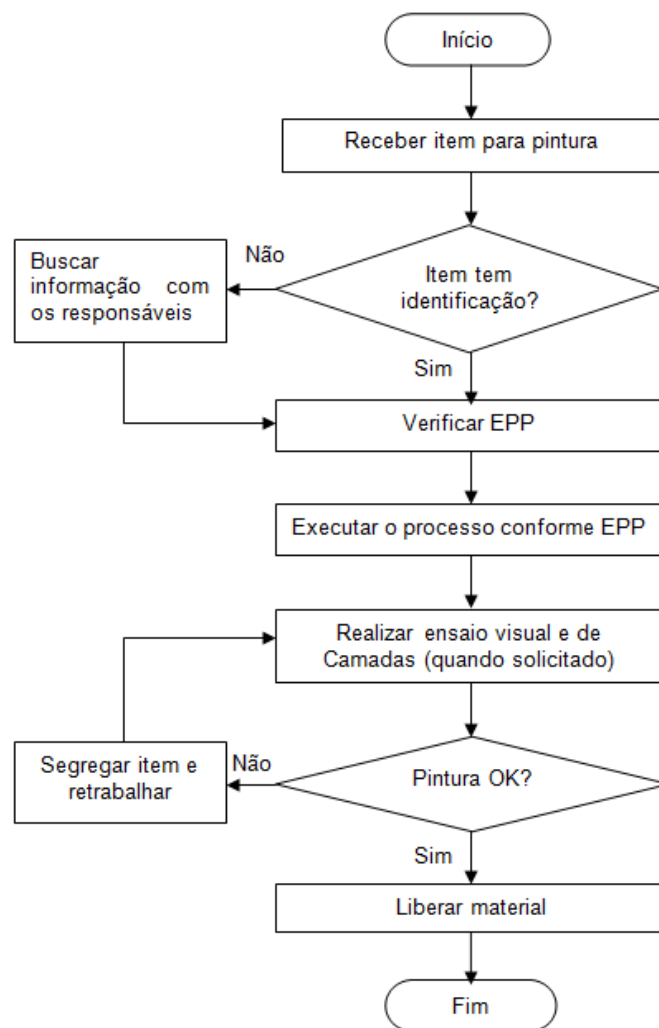 Início
Receber item para pintura
Não
Buscar
informação com
os responsáveis
Item tem
identificação?
Sim
Verificar EPP
Executar o processo conforme EPP
Realizar ensaio visual e de
Camadas (quando solicitado)
Segregar item e
retrabalhar
Não
Pintura OK?
Sim
Liberar material
Fim